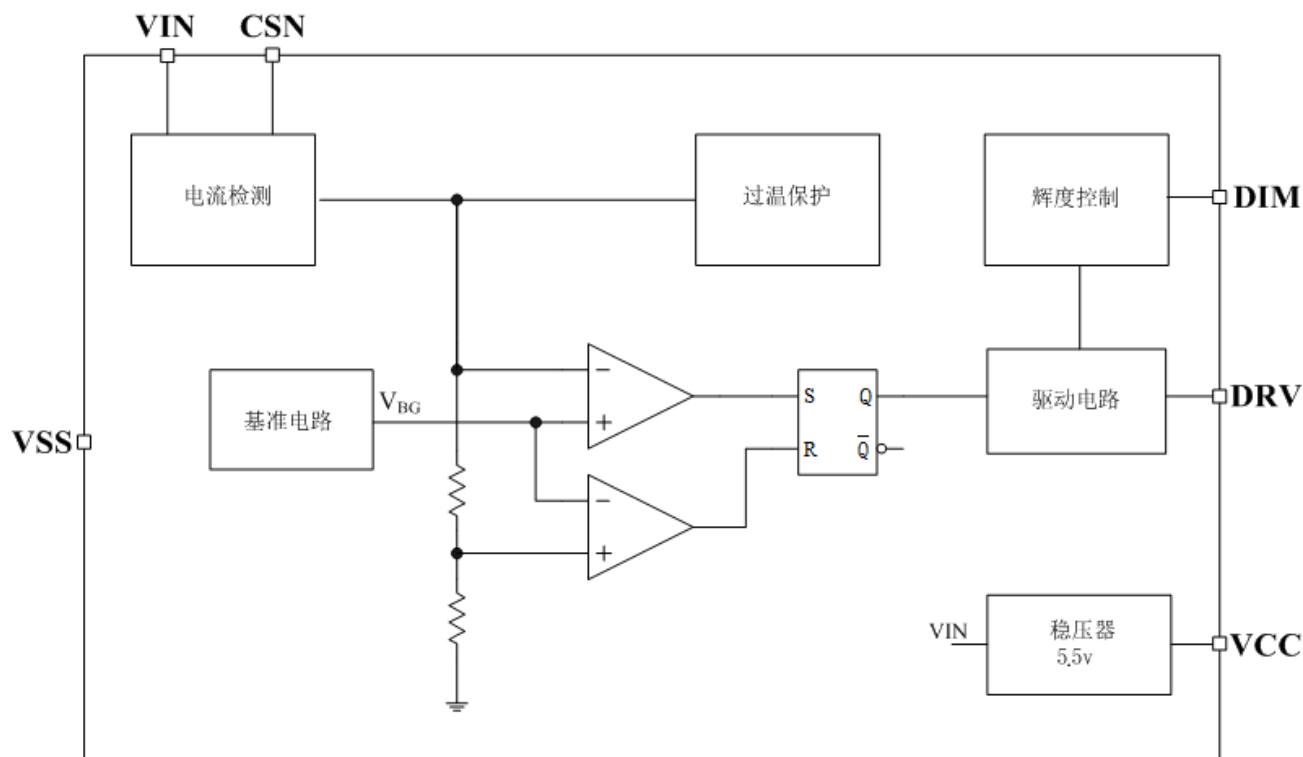 VIN CSN
电流检测
过温保护
辉度控制
DIM
基准电路
VBG
S Q
R Q̅
驱动电路
DRV
VSS
VIN
稳压器
5.5v
VCC